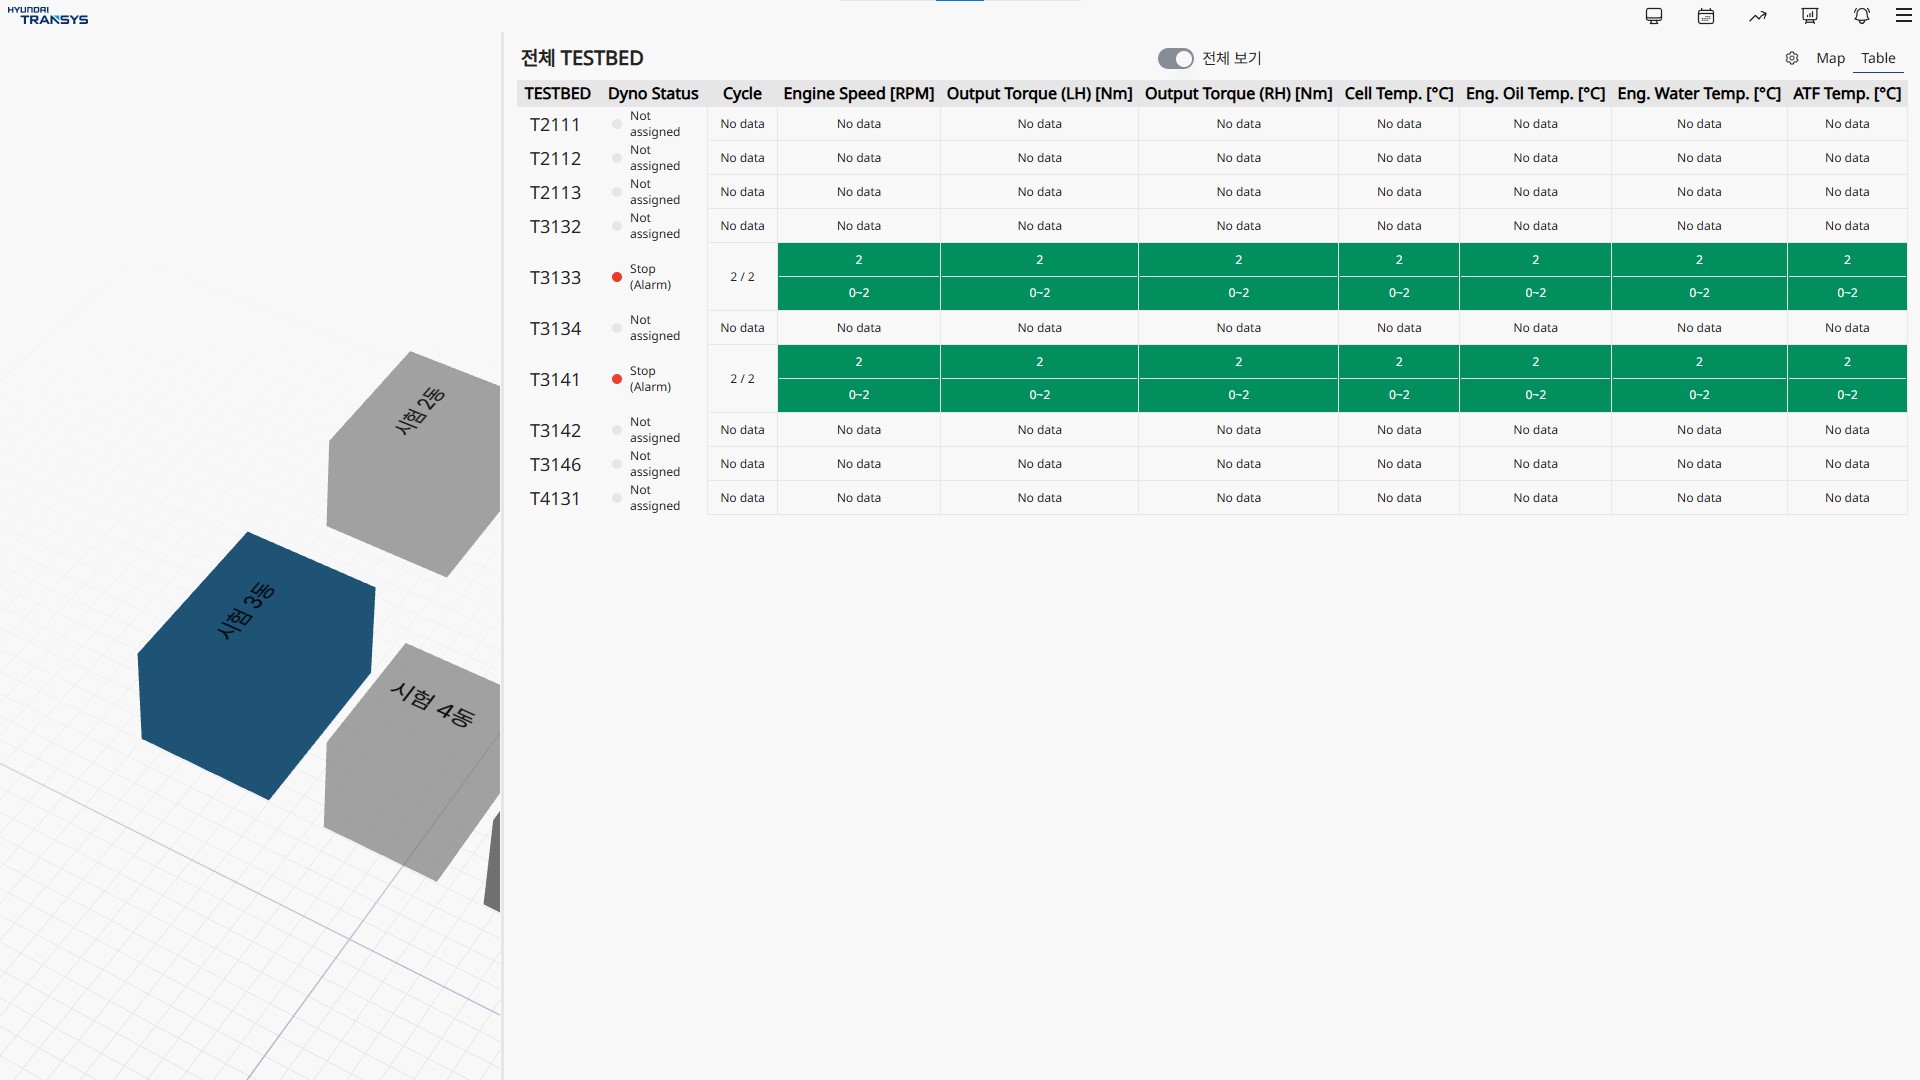 HYUNDAI
TRANSYS
전체 TESTBED
전체 보기
Map
Table
TESTBED Dyno Status Cycle Engine Speed [RPM] Output Torque (LH) [Nm] Output Torque (RH) [Nm] Cell Temp. [°C] Eng. Oil Temp. [°C] Eng. Water Temp. [°C] ATF Temp. [°C]
T2111 Not assigned No data No data No data No data No data No data No data No data
T2112 Not assigned No data No data No data No data No data No data No data No data
T2113 Not assigned No data No data No data No data No data No data No data No data
T3132 Not assigned No data No data No data No data No data No data No data No data
T3133 Stop (Alarm) 2 / 2 2 2 2 2 2 2 2
0~2 0~2 0~2 0~2 0~2 0~2 0~2
T3134 Not assigned No data No data No data No data No data No data No data No data
T3141 Stop (Alarm) 2 / 2 2 2 2 2 2 2 2
0~2 0~2 0~2 0~2 0~2 0~2 0~2
T3142 Not assigned No data No data No data No data No data No data No data No data
T3146 Not assigned No data No data No data No data No data No data No data No data
T4131 Not assigned No data No data No data No data No data No data No data No data
시험 2동
시험 3동
시험 4동